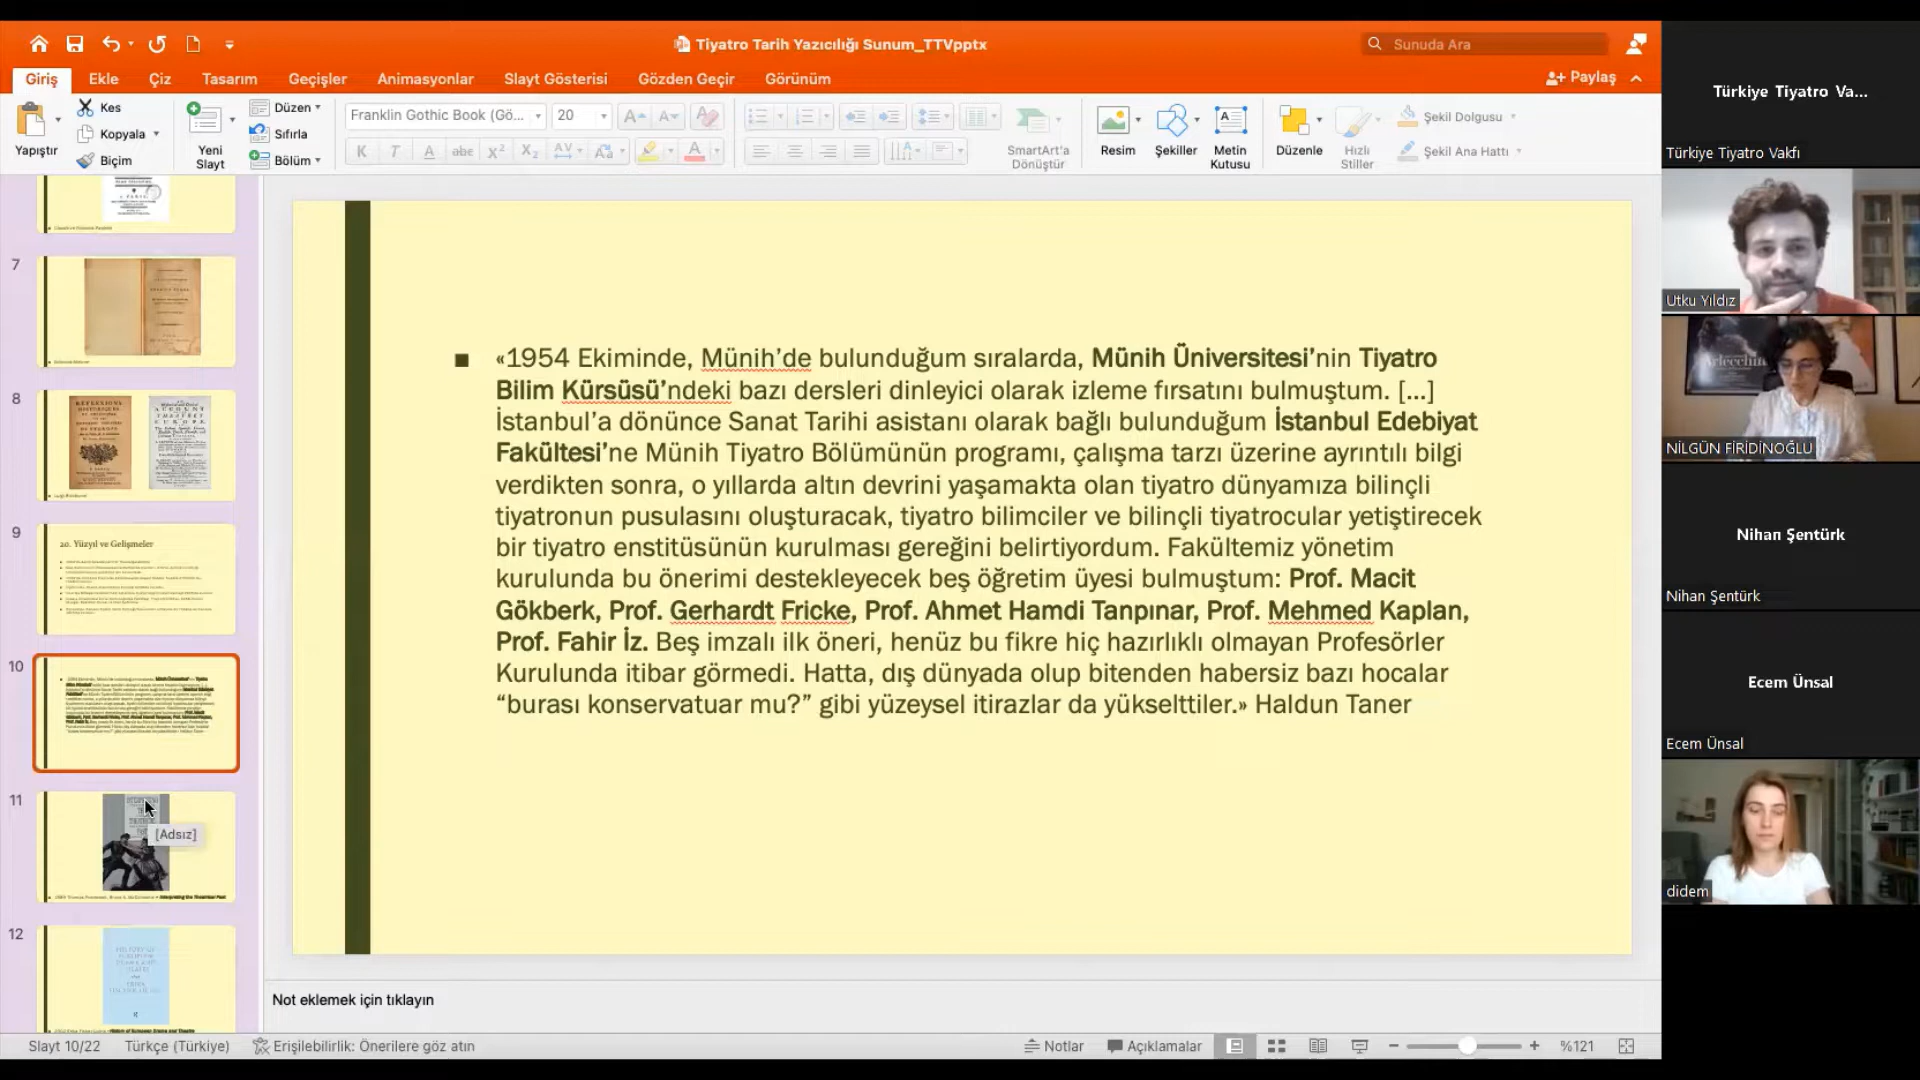 Tiyatro Tarih Yazıcılığı Sunum_TTVpptx
Sunuda Ara
Giriş Ekle Çiz Tasarım Geçişler Animasyonlar Slayt Gösterisi Gözden Geçir Görünüm Paylaş
Yapıştır
Kes
Kopyala
Biçim
Yeni Slayt
Düzen
Sıfırla
Bölüm
Franklin Gothic Book (Gö... 20
SmartArt'a Dönüştür
Resim
Şekiller
Metin Kutusu
Düzenle
Hızlı Stiller
Şekil Dolgusu
Şekil Ana Hattı
7
8
9
20. Yüzyıl ve Gelişmeler
10
11
[Adsız]
12
■ «1954 Ekiminde, Münih’de bulunduğum sıralarda, Münih Üniversitesi’nin Tiyatro
Bilim Kürsüsü’ndeki bazı dersleri dinleyici olarak izleme fırsatını bulmuştum. [...]
İstanbul’a dönünce Sanat Tarihi asistanı olarak bağlı bulunduğum İstanbul Edebiyat
Fakültesi’ne Münih Tiyatro Bölümünün programı, çalışma tarzı üzerine ayrıntılı bilgi
verdikten sonra, o yıllarda altın devrini yaşamakta olan tiyatro dünyamıza bilinçli
tiyatronun pusulasını oluşturacak, tiyatro bilimciler ve bilinçli tiyatrocular yetiştirecek
bir tiyatro enstitüsünün kurulması gereğini belirtiyordum. Fakültemiz yönetim
kurulunda bu önerimi destekleyecek beş öğretim üyesi bulmuştum: Prof. Macit
Gökberk, Prof. Gerhardt Fricke, Prof. Ahmet Hamdi Tanpınar, Prof. Mehmed Kaplan,
Prof. Fahir İz. Beş imzalı ilk öneri, henüz bu fikre hiç hazırlıklı olmayan Profesörler
Kurulunda itibar görmedi. Hatta, dış dünyada olup bitenden habersiz bazı hocalar
“burası konservatuar mu?” gibi yüzeysel itirazlar da yükselttiler.» Haldun Taner
Not eklemek için tıklayın
Slayt 10/22 Türkçe (Türkiye) Erişilebilirlik: Önerilere göz atın Notlar Açıklamalar %121
Türkiye Tiyatro Va...
Türkiye Tiyatro Vakfı
Utku Yıldız
NİLGÜN FİRİDİNOĞLU
Nihan Şentürk
Nihan Şentürk
Ecem Ünsal
Ecem Ünsal
didem